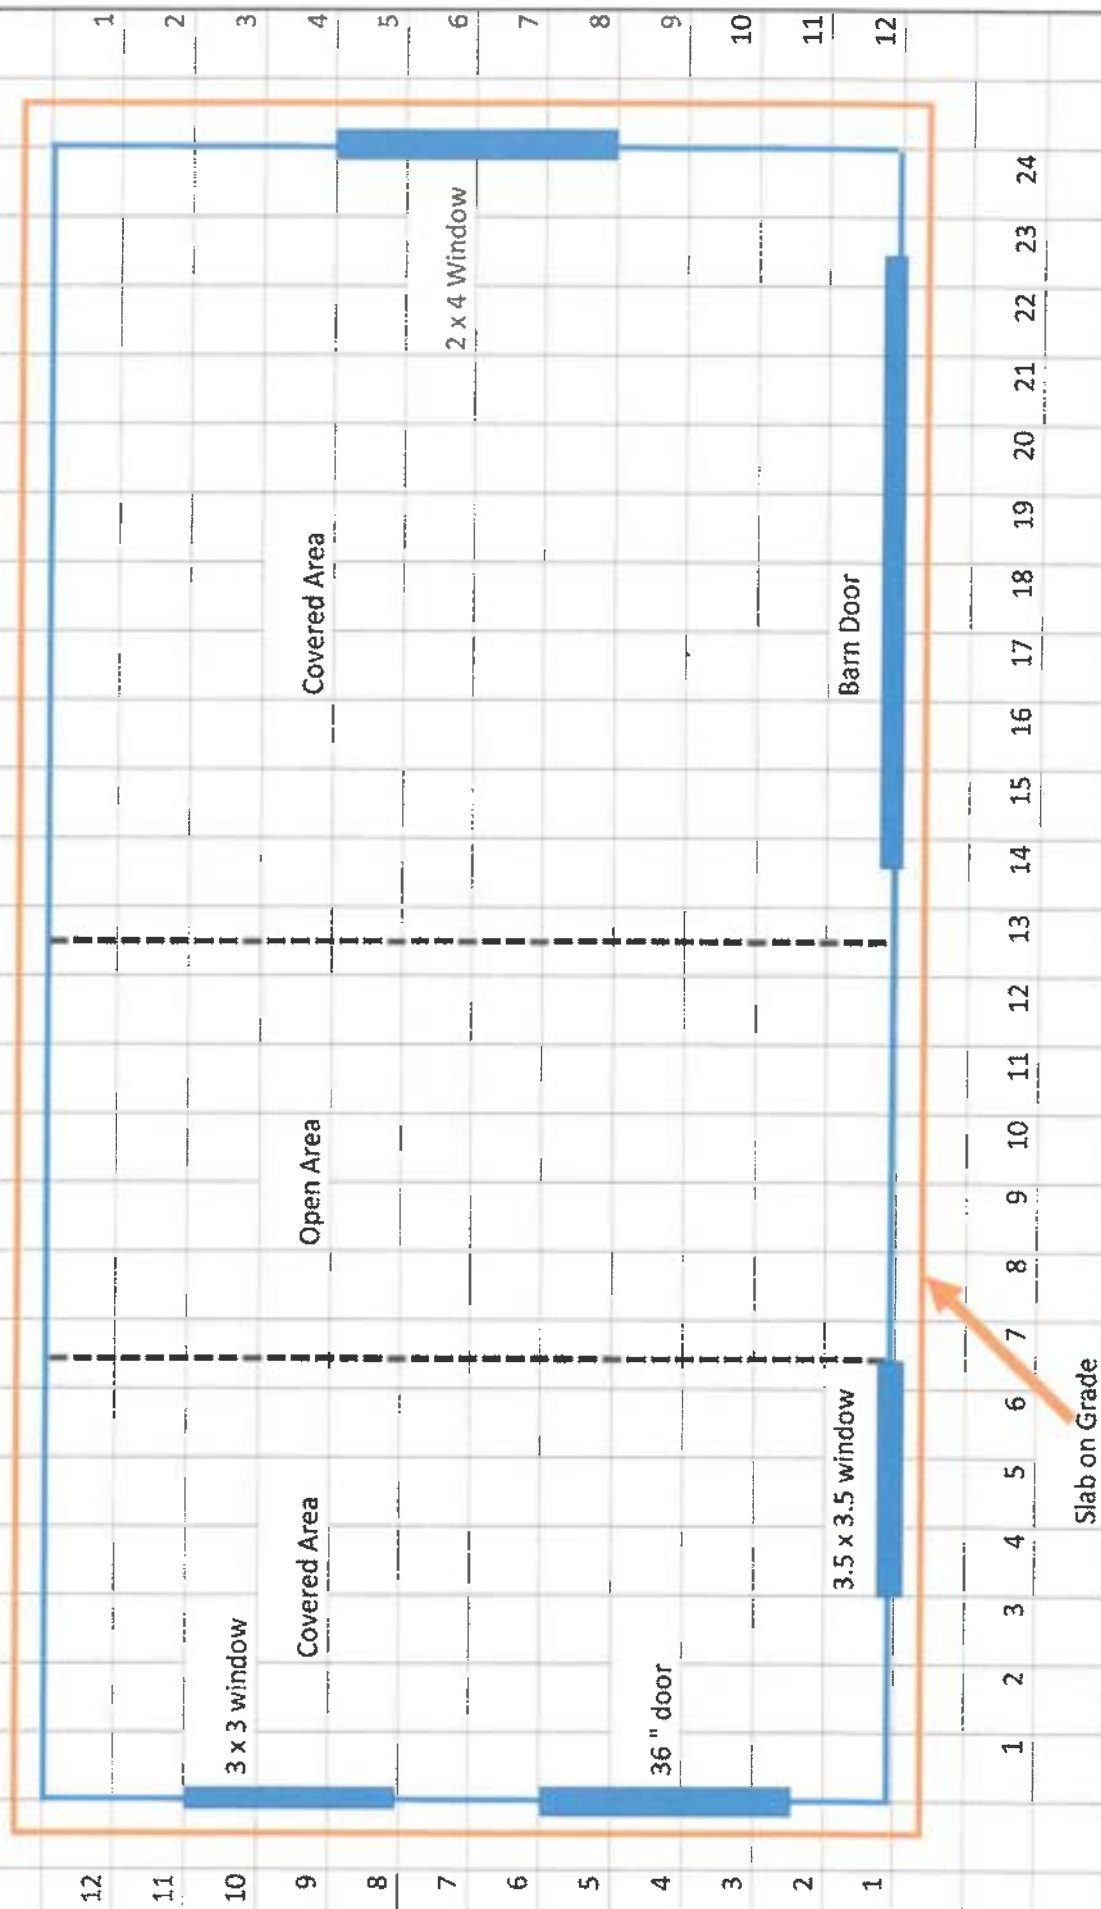 12 1
11 2
10 3 x 3 window 3
9 Covered Area Open Area Covered Area 4
8 5
7 2 x 4 Window 6
6 7
5 8
4 36 " door 9
3 10
2 3.5 x 3.5 window Barn Door 11
1 12
1 2 3 4 5 6 7 8 9 10 11 12 13 14 15 16 17 18 19 20 21 22 23 24
Slab on Grade